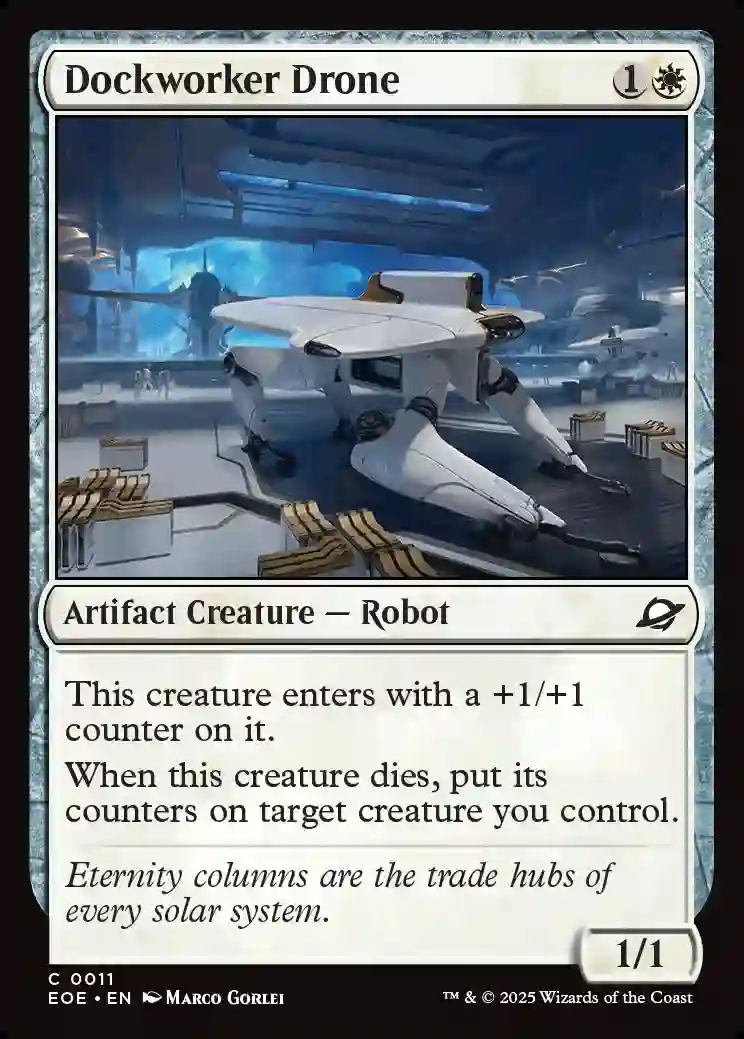 Dockworker Drone 1
Artifact Creature — Robot
This creature enters with a +1/+1
counter on it.
When this creature dies, put its
counters on target creature you control.
Eternity columns are the trade hubs of
every solar system.
1/1
C 0011
EOE • EN Marco Gorlei
™ & © 2025 Wizards of the Coast